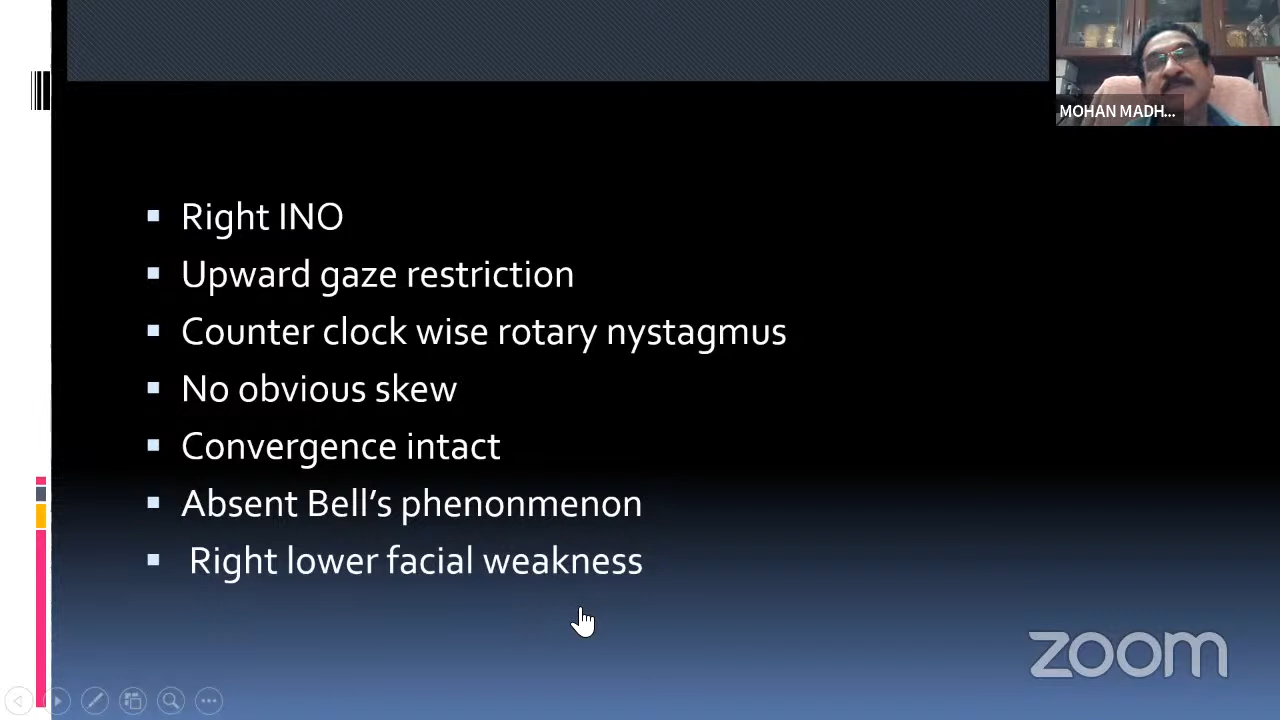 MOHAN MADH...
Right INO
Upward gaze restriction
Counter clock wise rotary nystagmus
No obvious skew
Convergence intact
Absent Bell's phenonmenon
Right lower facial weakness
zoom